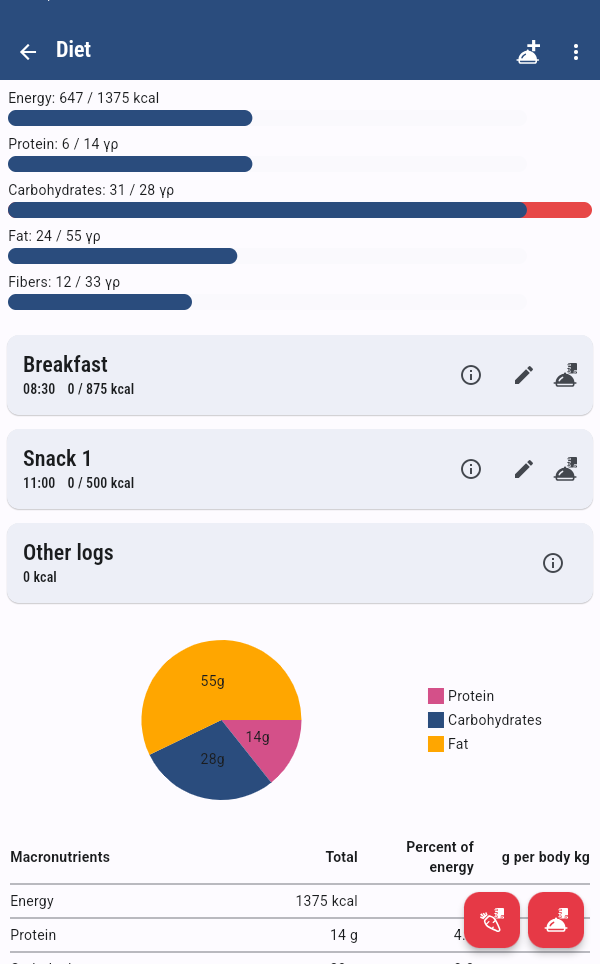 Diet
Energy: 647 / 1375 kcal
Protein: 6 / 14 γρ
Carbohydrates: 31 / 28 γρ
Fat: 24 / 55 γρ
Fibers: 12 / 33 γρ
Breakfast
08:30 0 / 875 kcal
Snack 1
11:00 0 / 500 kcal
Other logs
0 kcal
55g
14g
28g
Protein
Carbohydrates
Fat
Macronutrients Total Percent of energy g per body kg
Energy 1375 kcal
Protein 14 g 4.